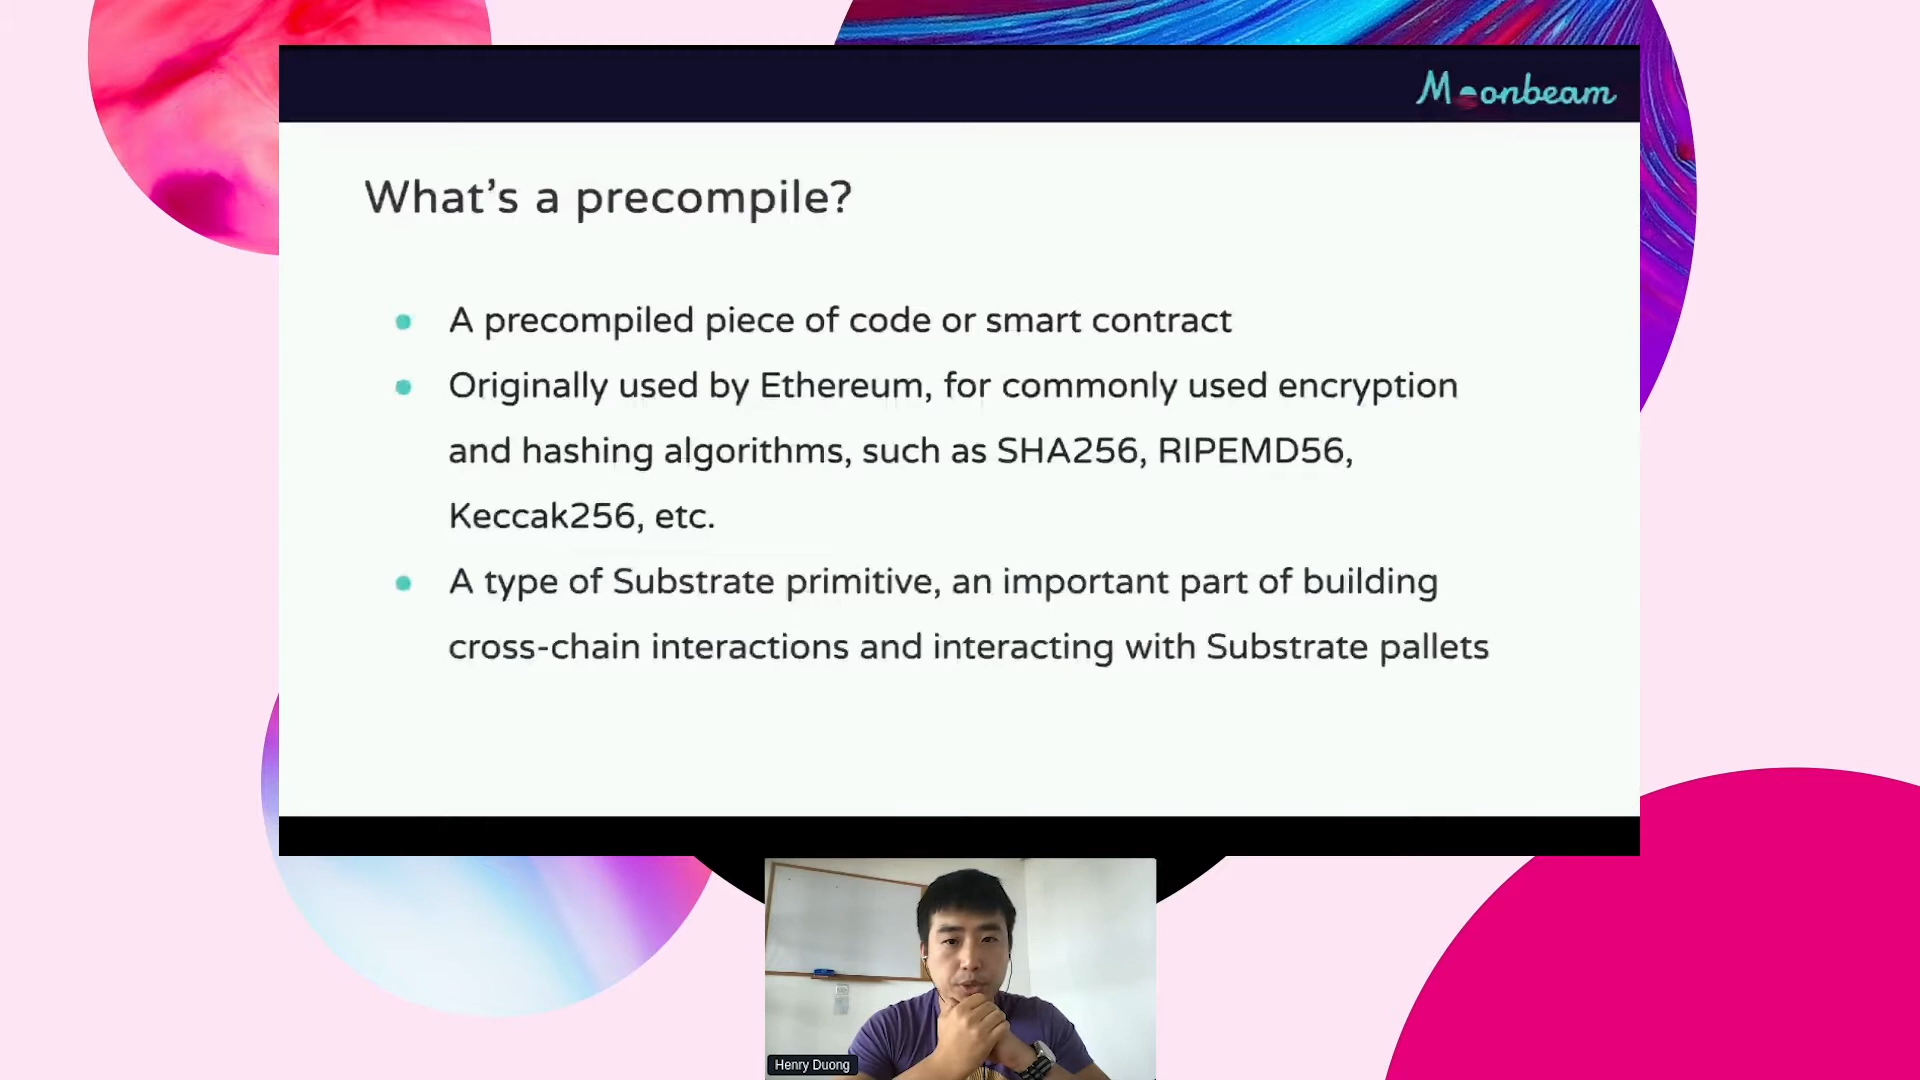 Moonbeam
What's a precompile?
A precompiled piece of code or smart contract
Originally used by Ethereum, for commonly used encryption
and hashing algorithms, such as SHA256, RIPEMD56,
Keccak256, etc.
A type of Substrate primitive, an important part of building
cross-chain interactions and interacting with Substrate pallets
Henry Duong